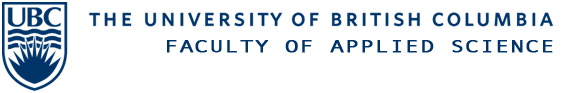 UBC
THE UNIVERSITY OF BRITISH COLUMBIA
FACULTY OF APPLIED SCIENCE